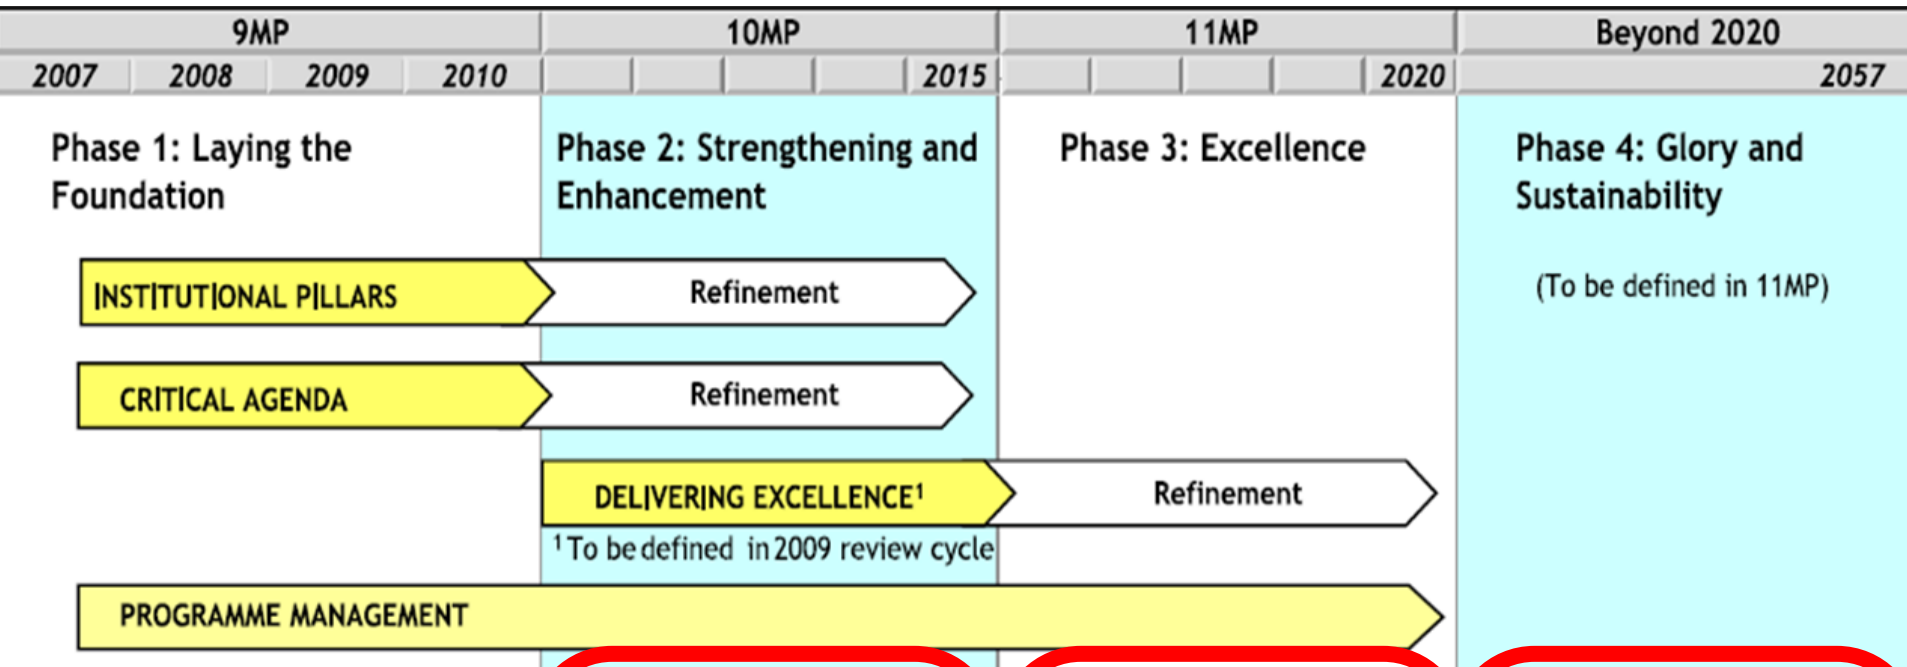 9MP 10MP 11MP Beyond 2020
2007 2008 2009 2010 2015 2020 2057
Phase 1: Laying the
Foundation
Phase 2: Strengthening and
Enhancement
Phase 3: Excellence
Phase 4: Glory and
Sustainability
(To be defined in 11MP)
INSTITUTIONAL PILLARS
Refinement
CRITICAL AGENDA
Refinement
DELIVERING EXCELLENCE¹
Refinement
¹ To be defined in 2009 review cycle
PROGRAMME MANAGEMENT